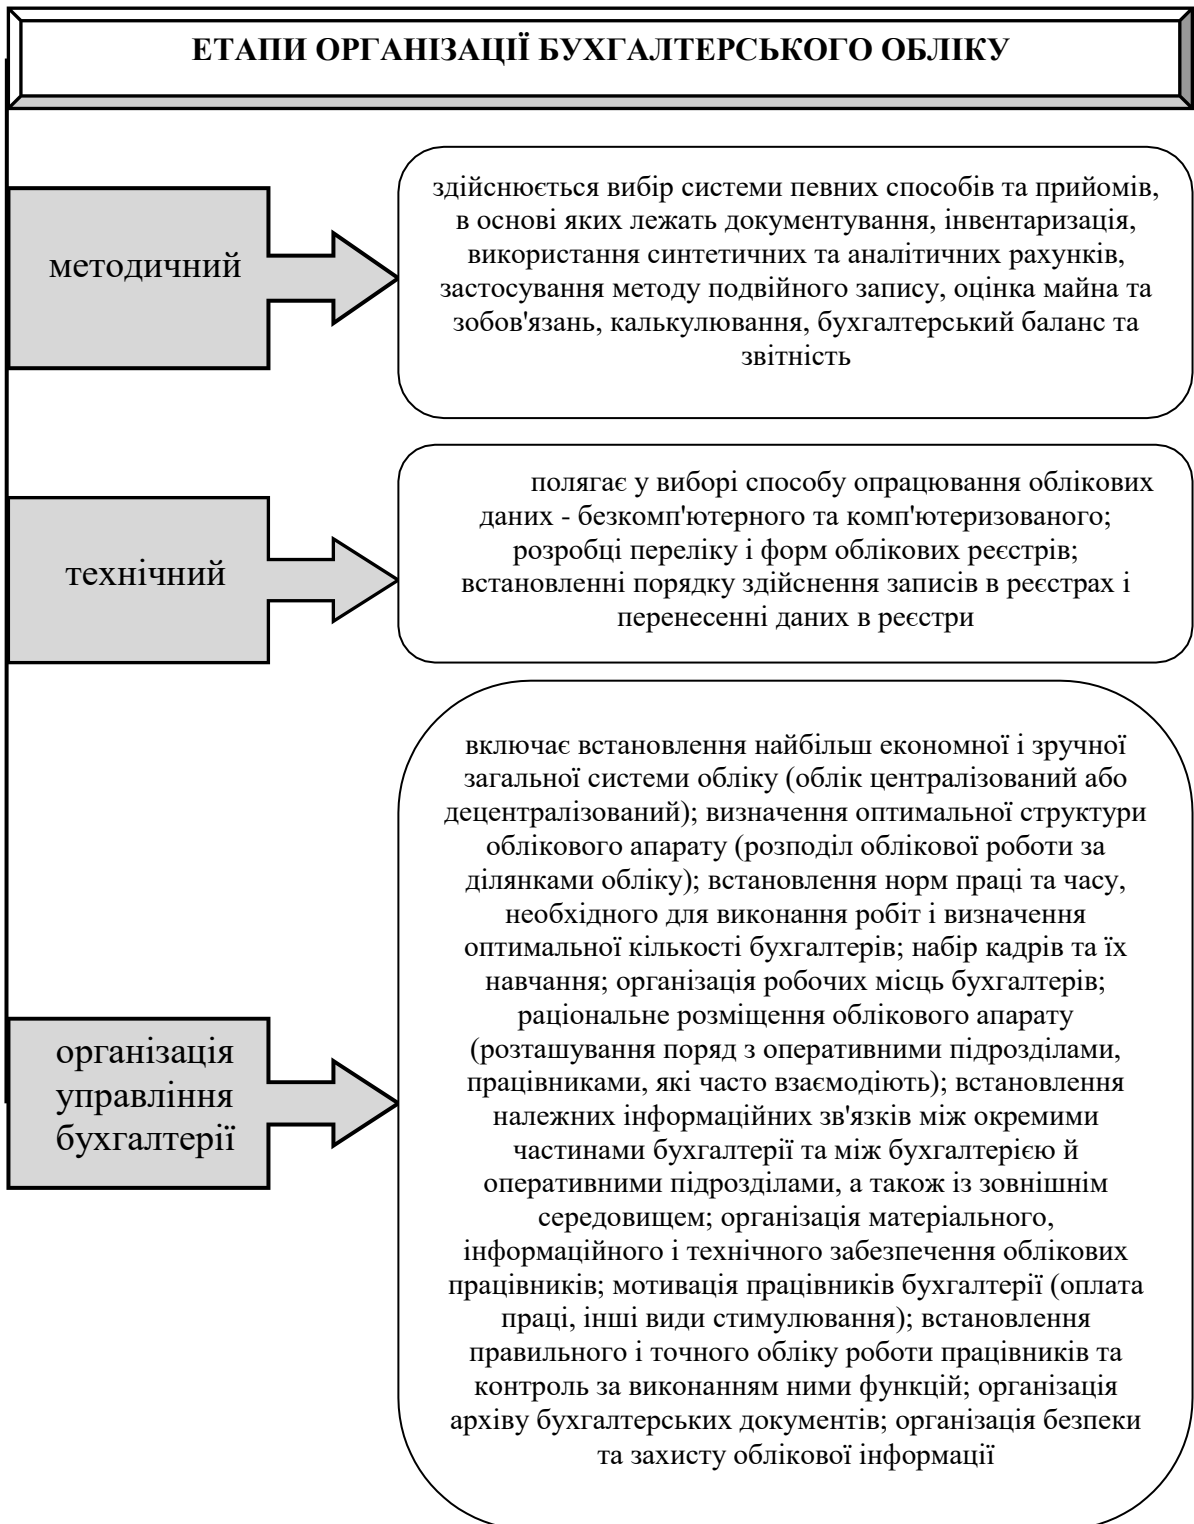 ЕТАПИ ОРГАНІЗАЦІЇ БУХГАЛТЕРСЬКОГО ОБЛІКУ
методичний
здійснюється вибір системи певних способів та прийомів,
в основі яких лежать документування, інвентаризація,
використання синтетичних та аналітичних рахунків,
застосування методу подвійного запису, оцінка майна та
зобов'язань, калькулювання, бухгалтерський баланс та
звітність
технічний
полягає у виборі способу опрацювання облікових
даних - безкомп'ютерного та комп'ютеризованого;
розробці переліку і форм облікових реєстрів;
встановленні порядку здійснення записів в реєстрах і
перенесенні даних в реєстри
організація
управління
бухгалтерії
включає встановлення найбільш економної і зручної
загальної системи обліку (облік централізований або
децентралізований); визначення оптимальної структури
облікового апарату (розподіл облікової роботи за
ділянками обліку); встановлення норм праці та часу,
необхідного для виконання робіт і визначення
оптимальної кількості бухгалтерів; набір кадрів та їх
навчання; організація робочих місць бухгалтерів;
раціональне розміщення облікового апарату
(розташування поряд з оперативними підрозділами,
працівниками, які часто взаємодіють); встановлення
належних інформаційних зв'язків між окремими
частинами бухгалтерії та між бухгалтерією й
оперативними підрозділами, а також із зовнішнім
середовищем; організація матеріального,
інформаційного і технічного забезпечення облікових
працівників; мотивація працівників бухгалтерії (оплата
праці, інші види стимулювання); встановлення
правильного і точного обліку роботи працівників та
контроль за виконанням ними функцій; організація
архіву бухгалтерських документів; організація безпеки
та захисту облікової інформації